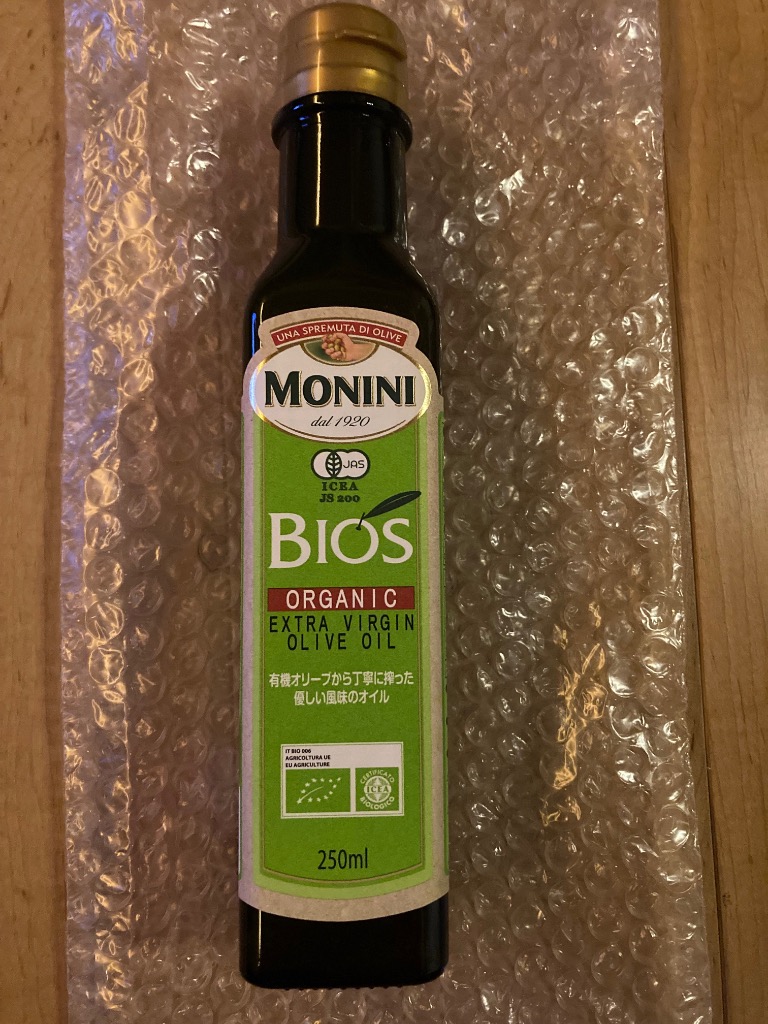 UNA SPREMUTA DI OLIVE
MONINI
dal 1920
JAS
ICEA
JS 200
BIOS
ORGANIC
EXTRA VIRGIN
OLIVE OIL
有機オリーブから丁寧に搾った
優しい風味のオイル
IT BIO 006
AGRICOLTURA UE
EU AGRICULTURE
CERTIFICATO
ICEA
BIOLOGICO
250ml